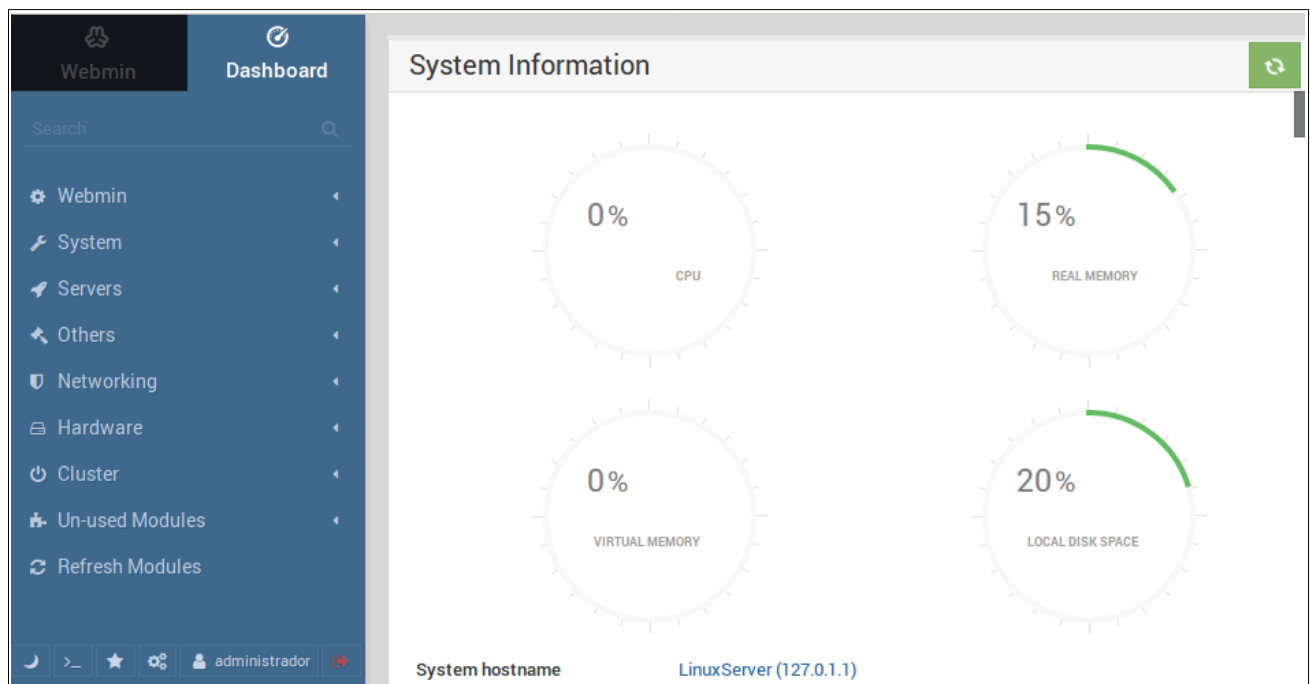 Webmin
Dashboard
Search
Webmin
System
Servers
Others
Networking
Hardware
Cluster
Un-used Modules
Refresh Modules
>_
administrador
System Information
0%
CPU
15%
REAL MEMORY
0%
VIRTUAL MEMORY
20%
LOCAL DISK SPACE
System hostname LinuxServer (127.0.1.1)